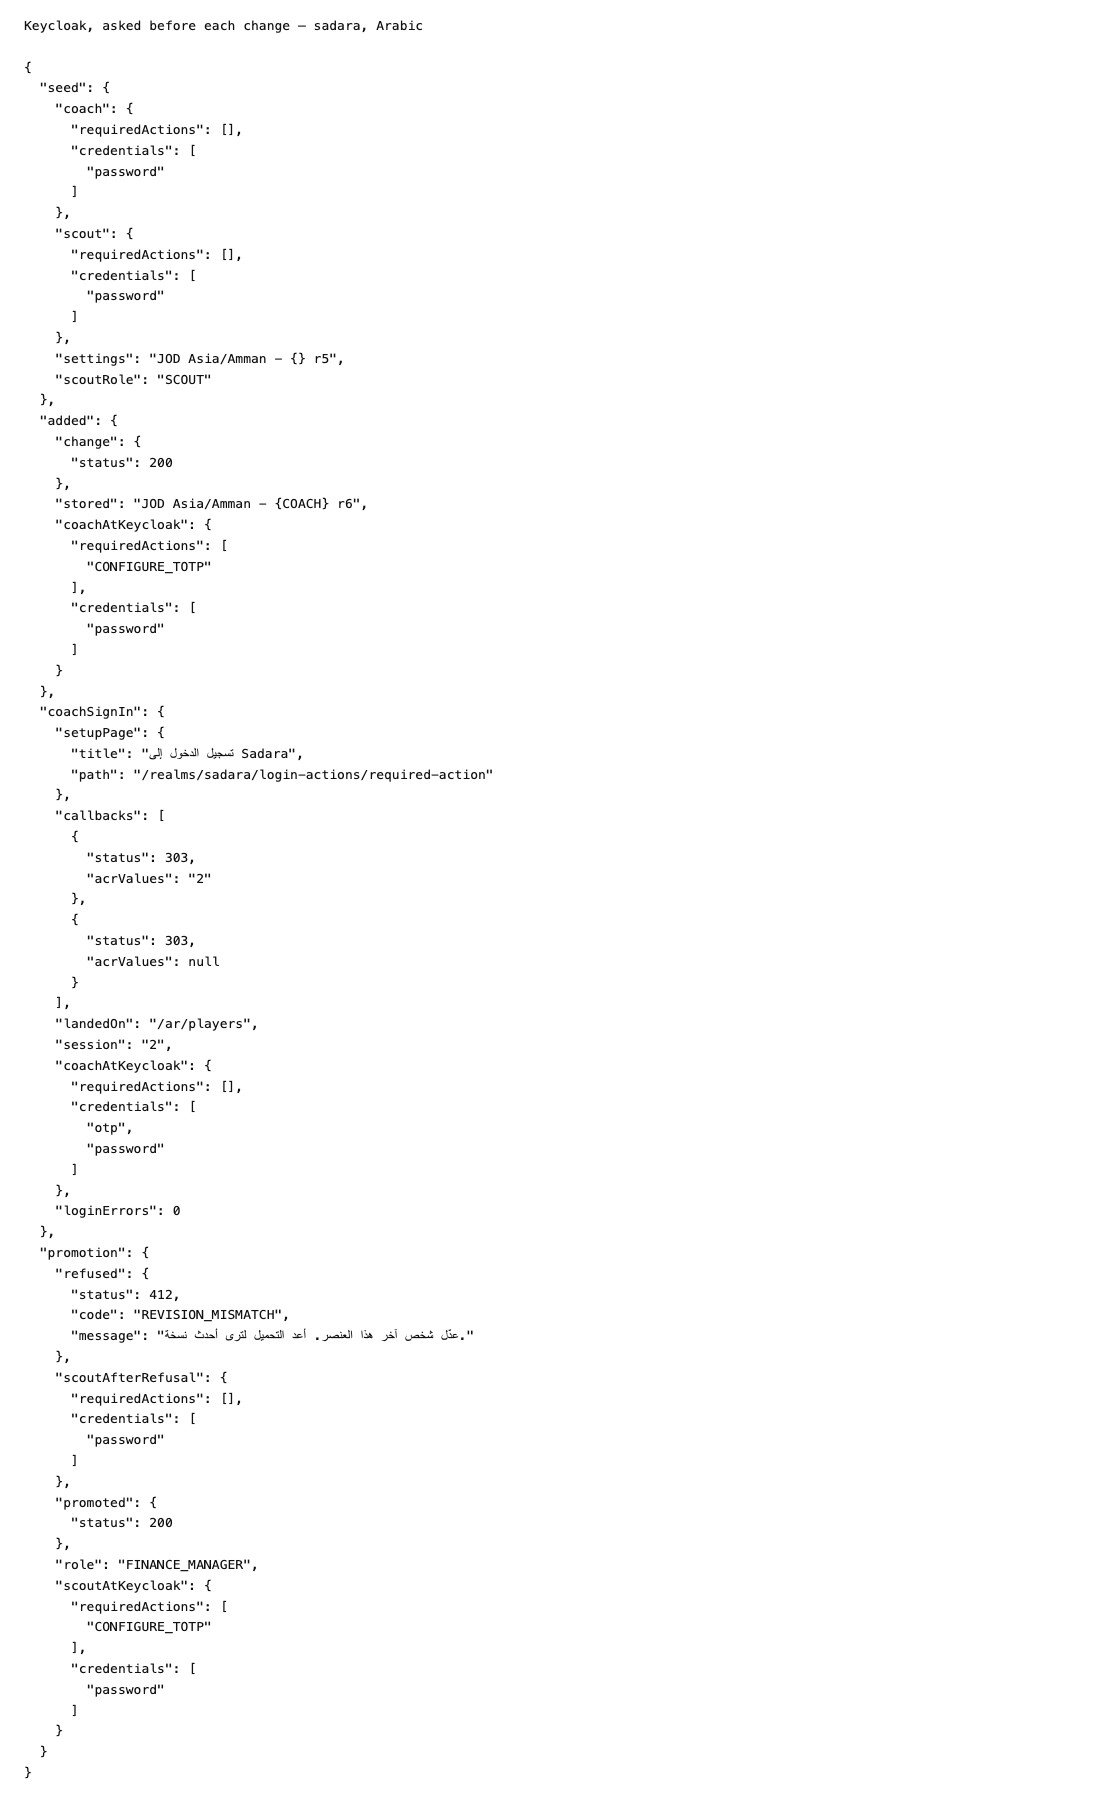 Keycloak, asked before each change — sadara, Arabic
{
"seed": {
"coach": {
"requiredActions": [],
"credentials": [
"password"
]
},
"scout": {
"requiredActions": [],
"credentials": [
"password"
]
},
"settings": "JOD Asia/Amman — {} r5",
"scoutRole": "SCOUT"
},
"added": {
"change": {
"status": 200
},
"stored": "JOD Asia/Amman — {COACH} r6",
"coachAtKeycloak": {
"requiredActions": [
"CONFIGURE_TOTP"
],
"credentials": [
"password"
]
}
},
"coachSignIn": {
"setupPage": {
"title": "تسجيل الدخول إلى Sadara",
"path": "/realms/sadara/login-actions/required-action"
},
"callbacks": [
{
"status": 303,
"acrValues": "2"
},
{
"status": 303,
"acrValues": null
}
],
"landedOn": "/ar/players",
"session": "2",
"coachAtKeycloak": {
"requiredActions": [],
"credentials": [
"otp",
"password"
]
},
"loginErrors": 0
},
"promotion": {
"refused": {
"status": 412,
"code": "REVISION_MISMATCH",
"message": "عدّل شخص آخر هذا العنصر. أعد التحميل لترى أحدث نسخة."
},
"scoutAfterRefusal": {
"requiredActions": [],
"credentials": [
"password"
]
},
"promoted": {
"status": 200
},
"role": "FINANCE_MANAGER",
"scoutAtKeycloak": {
"requiredActions": [
"CONFIGURE_TOTP"
],
"credentials": [
"password"
]
}
}
}